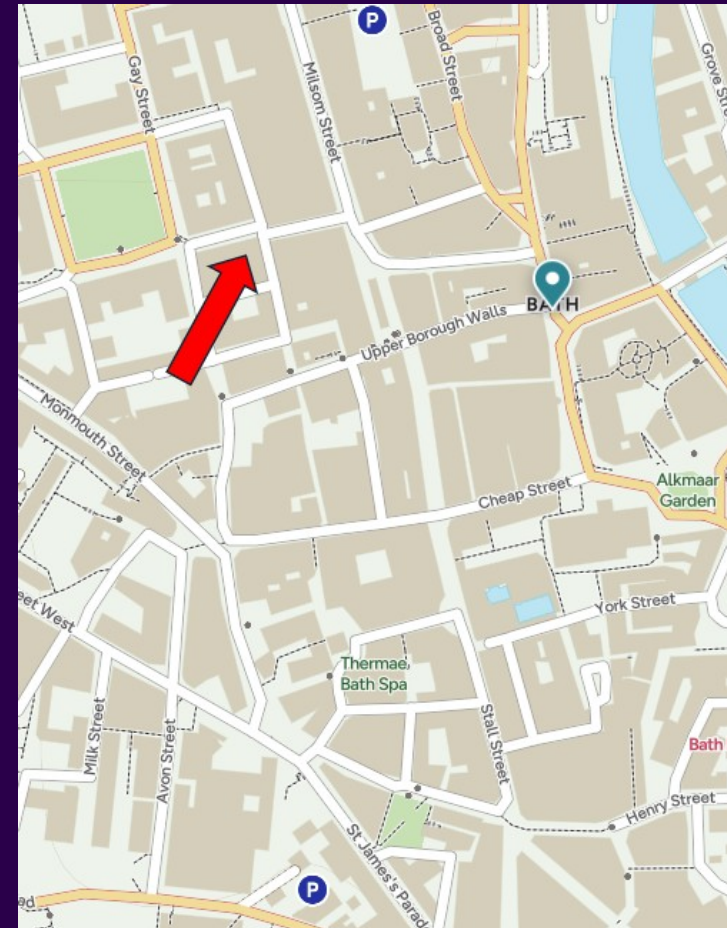 P
Broad Street
Grove Stre
Gay Street
Milsom Street
BATH
Upper Borough Walls
Monmouth Street
Alkmaar
Garden
Cheap Street
eet West
York Street
Thermae
Bath Spa
Milk Street
Avon Street
Stall Street
Bath
Henry Street
St James's Parade
P
ad